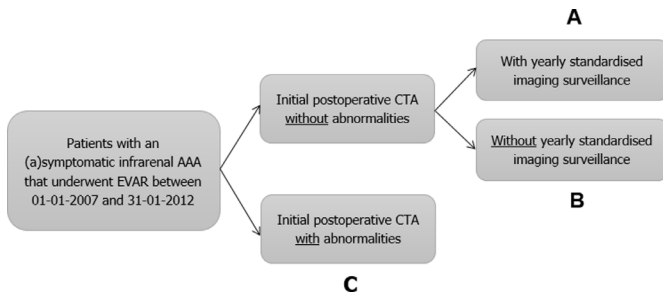 A
With yearly standardised
imaging surveillance
Initial postoperative CTA
without abnormalities
Without yearly standardised
imaging surveillance
B
Patients with an
(a)symptomatic infrarenal AAA
that underwent EVAR between
01-01-2007 and 31-01-2012
Initial postoperative CTA
with abnormalities
C